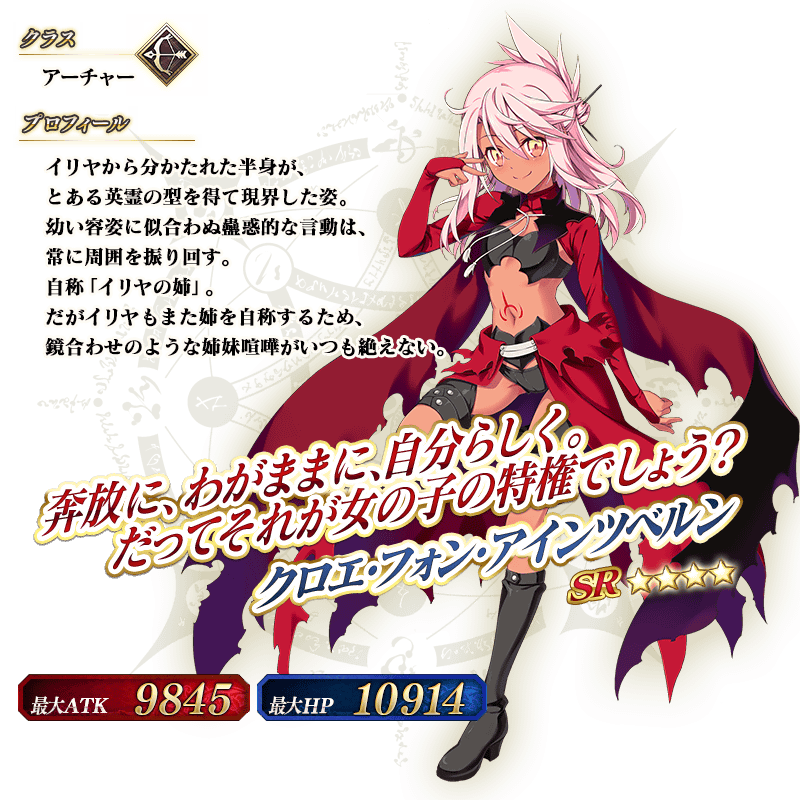 クラス
アーチャー
プロフィール
イリヤから分かたれた半身が、
とある英霊の型を得て現界した姿。
幼い容姿に似合わぬ蠱惑的な言動は、
常に周囲を振り回す。
自称「イリヤの姉」。
だがイリヤもまた姉を自称するため、
鏡合わせのような姉妹喧嘩がいつも絶えない。
奔放に、わがままに、自分らしく。
だってそれが女の子の特権でしょう?
クロエ・フォン・アインツベルン
SR ★★★★
最大ATK 9845
最大HP 10914